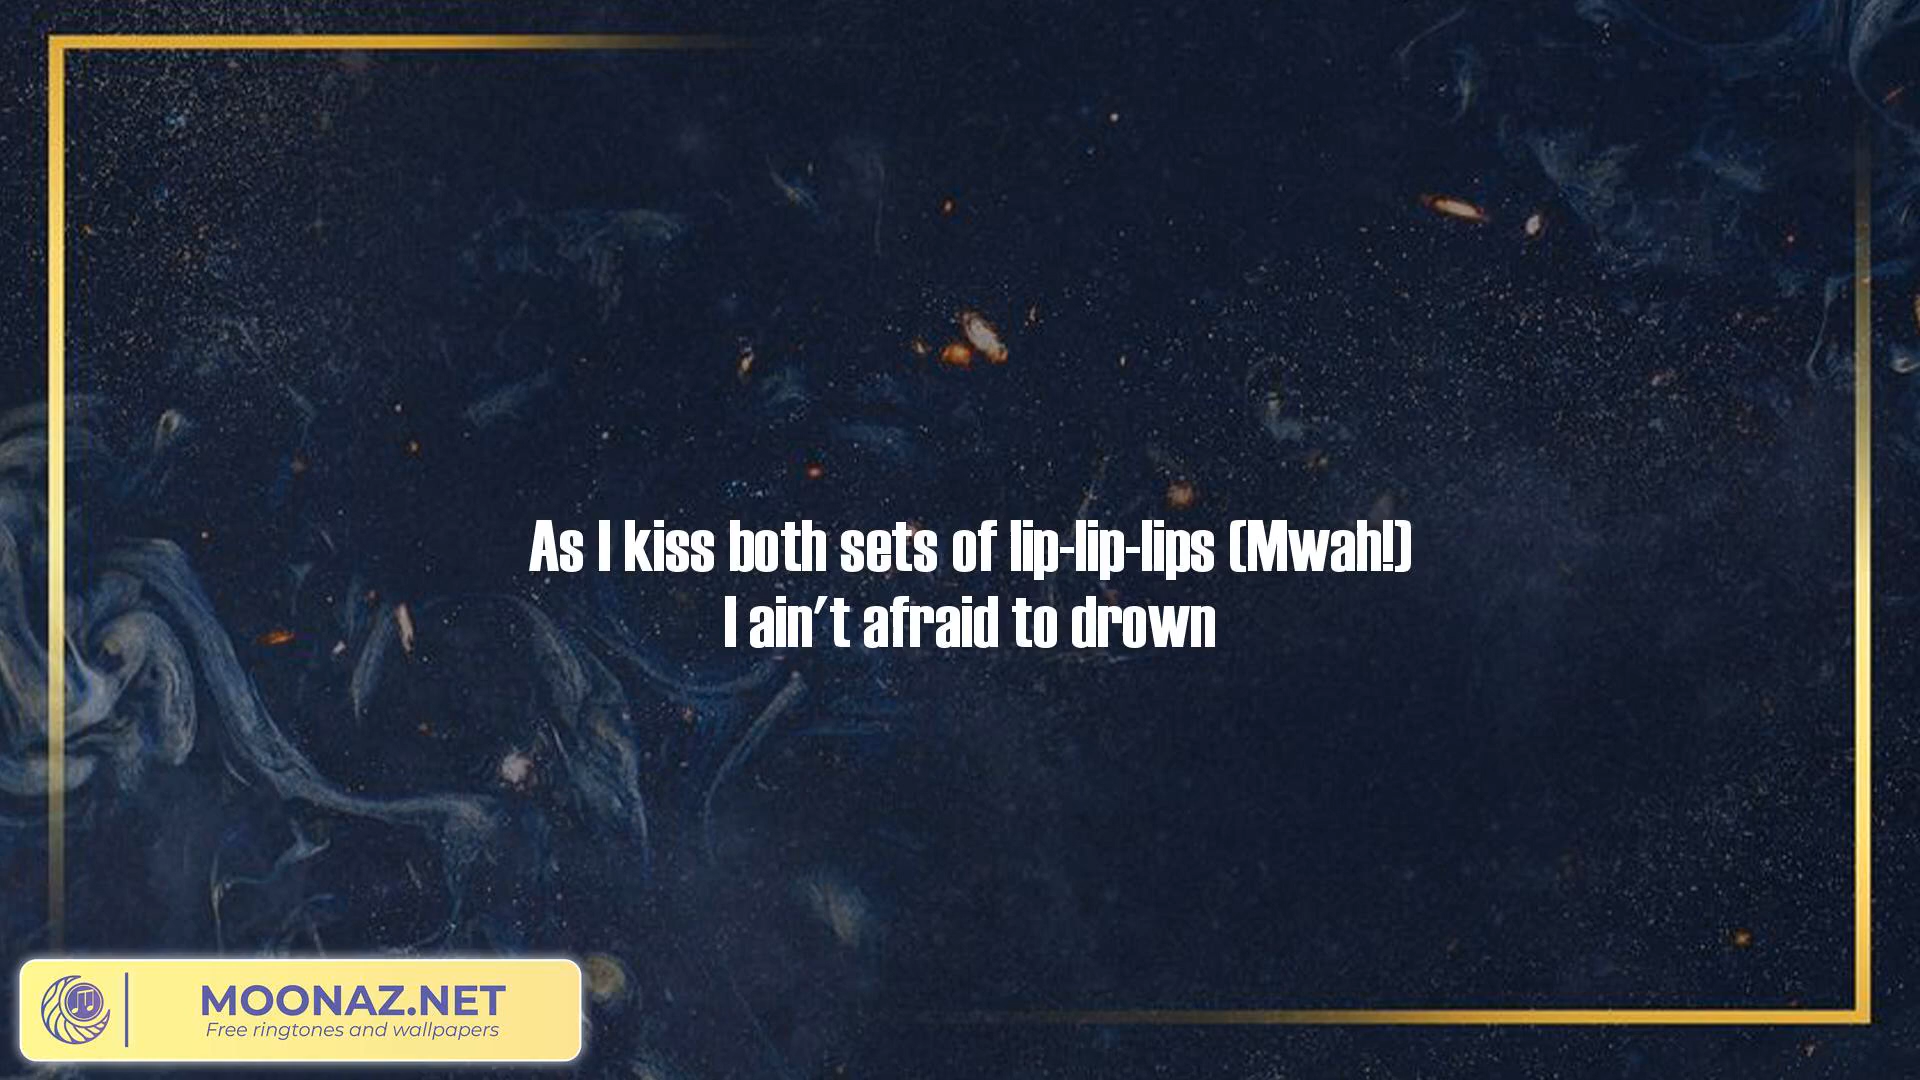 As I kiss both sets of lip-lip-lips (Mwah!)
I ain't afraid to drown
MOONAZ.NET
Free ringtones and wallpapers